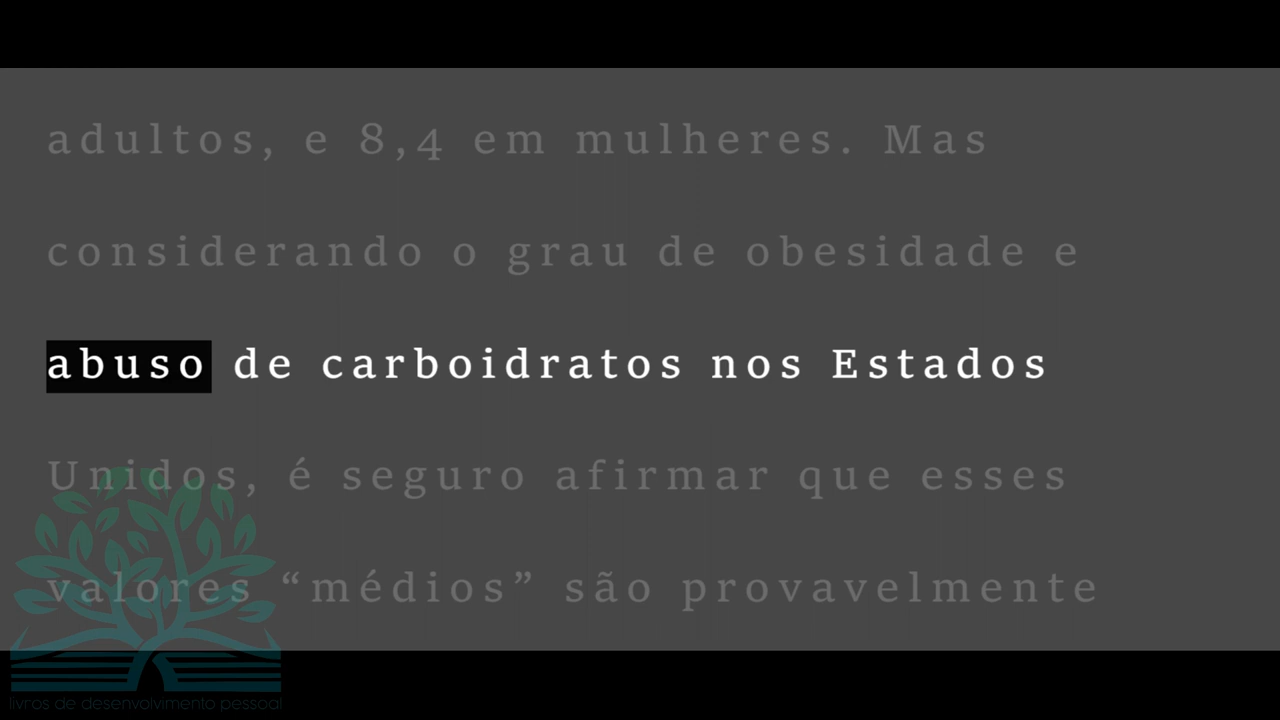 adultos, e 8,4 em mulheres. Mas
considerando o grau de obesidade e
abuso de carboidratos nos Estados
Unidos, é seguro afirmar que esses
valores “médios” são provavelmente
livros de desenvolvimento pessoal